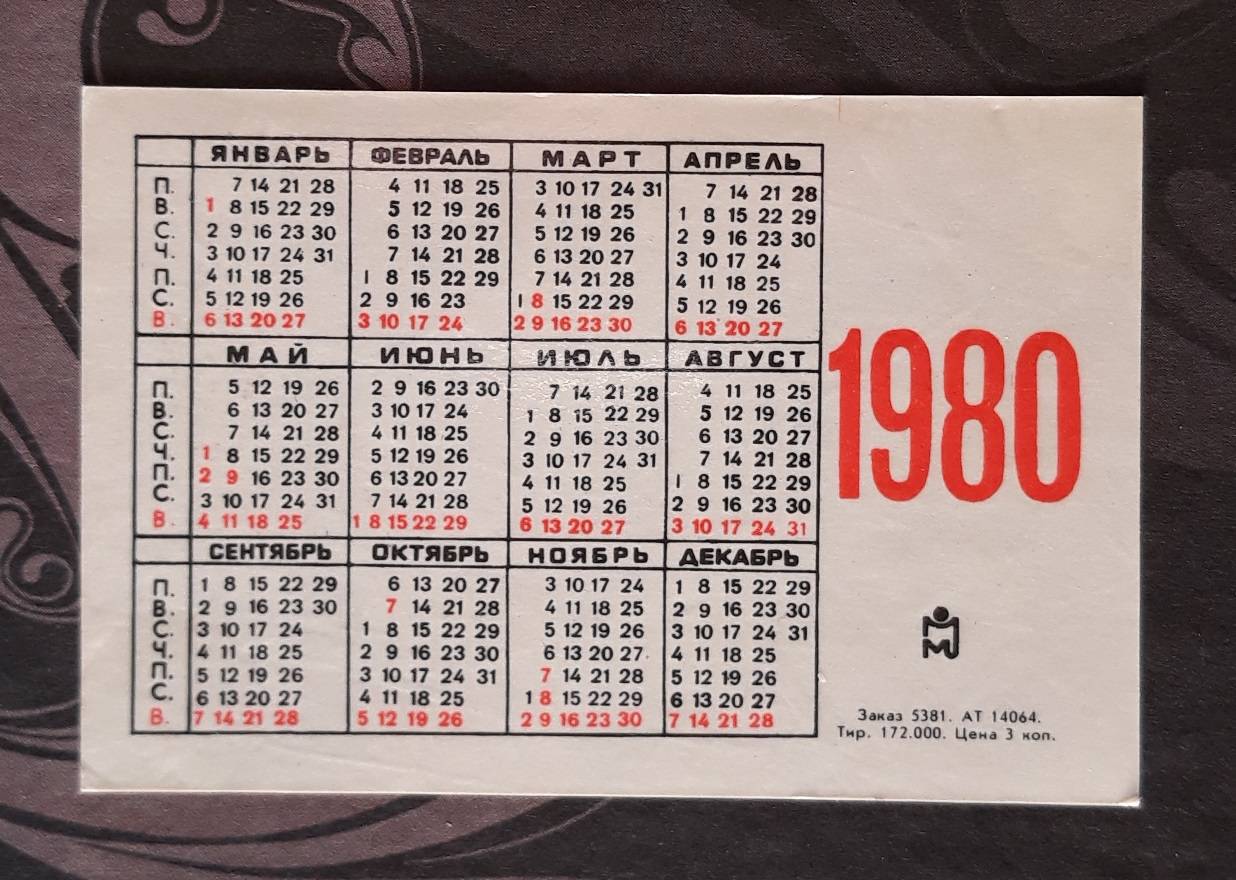 ЯНВАРЬ ФЕВРАЛЬ МАРТ АПРЕЛЬ
П. 7 14 21 28 4 11 18 25 3 10 17 24 31 7 14 21 28
В. 1 8 15 22 29 5 12 19 26 4 11 18 25 1 8 15 22 29
С. 2 9 16 23 30 6 13 20 27 5 12 19 26 2 9 16 23 30
Ч. 3 10 17 24 31 7 14 21 28 6 13 20 27 3 10 17 24
П. 4 11 18 25 1 8 15 22 29 7 14 21 28 4 11 18 25
С. 5 12 19 26 2 9 16 23 1 8 15 22 29 5 12 19 26
В. 6 13 20 27 3 10 17 24 2 9 16 23 30 6 13 20 27
МАЙ ИЮНЬ ИЮЛЬ АВГУСТ
П. 5 12 19 26 2 9 16 23 30 7 14 21 28 4 11 18 25
В. 6 13 20 27 3 10 17 24 1 8 15 22 29 5 12 19 26
С. 7 14 21 28 4 11 18 25 2 9 16 23 30 6 13 20 27
Ч. 1 8 15 22 29 5 12 19 26 3 10 17 24 31 7 14 21 28
П. 2 9 16 23 30 6 13 20 27 4 11 18 25 1 8 15 22 29
С. 3 10 17 24 31 7 14 21 28 5 12 19 26 2 9 16 23 30
В. 4 11 18 25 1 8 15 22 29 6 13 20 27 3 10 17 24 31
СЕНТЯБРЬ ОКТЯБРЬ НОЯБРЬ ДЕКАБРЬ
П. 1 8 15 22 29 6 13 20 27 3 10 17 24 1 8 15 22 29
В. 2 9 16 23 30 7 14 21 28 4 11 18 25 2 9 16 23 30
С. 3 10 17 24 1 8 15 22 29 5 12 19 26 3 10 17 24 31
Ч. 4 11 18 25 2 9 16 23 30 6 13 20 27 4 11 18 25
П. 5 12 19 26 3 10 17 24 31 7 14 21 28 5 12 19 26
С. 6 13 20 27 4 11 18 25 1 8 15 22 29 6 13 20 27
В. 7 14 21 28 5 12 19 26 2 9 16 23 30 7 14 21 28
1980
Заказ 5381. АТ 14064.
Тир. 172.000. Цена 3 коп.